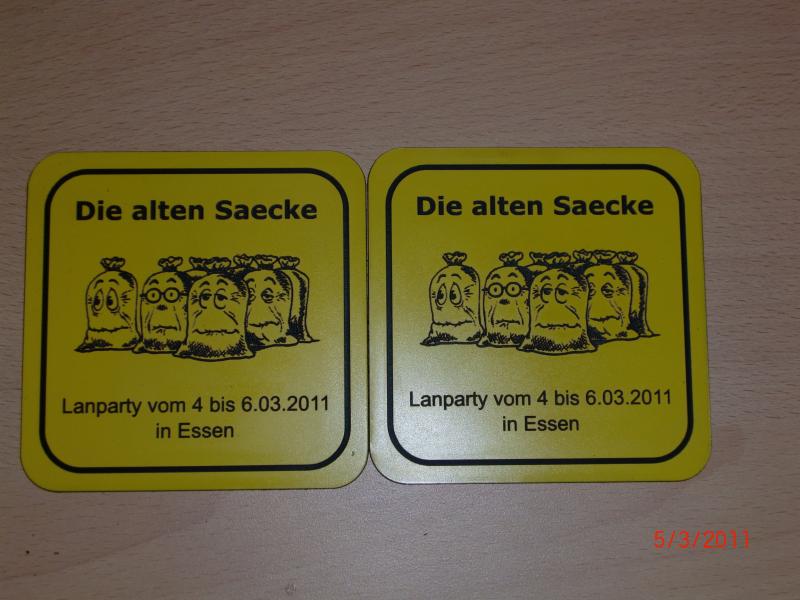 Die alten Saecke
Lanparty vom 4 bis 6.03.2011
in Essen
Die alten Saecke
Lanparty vom 4 bis 6.03.2011
in Essen
5/3/2011